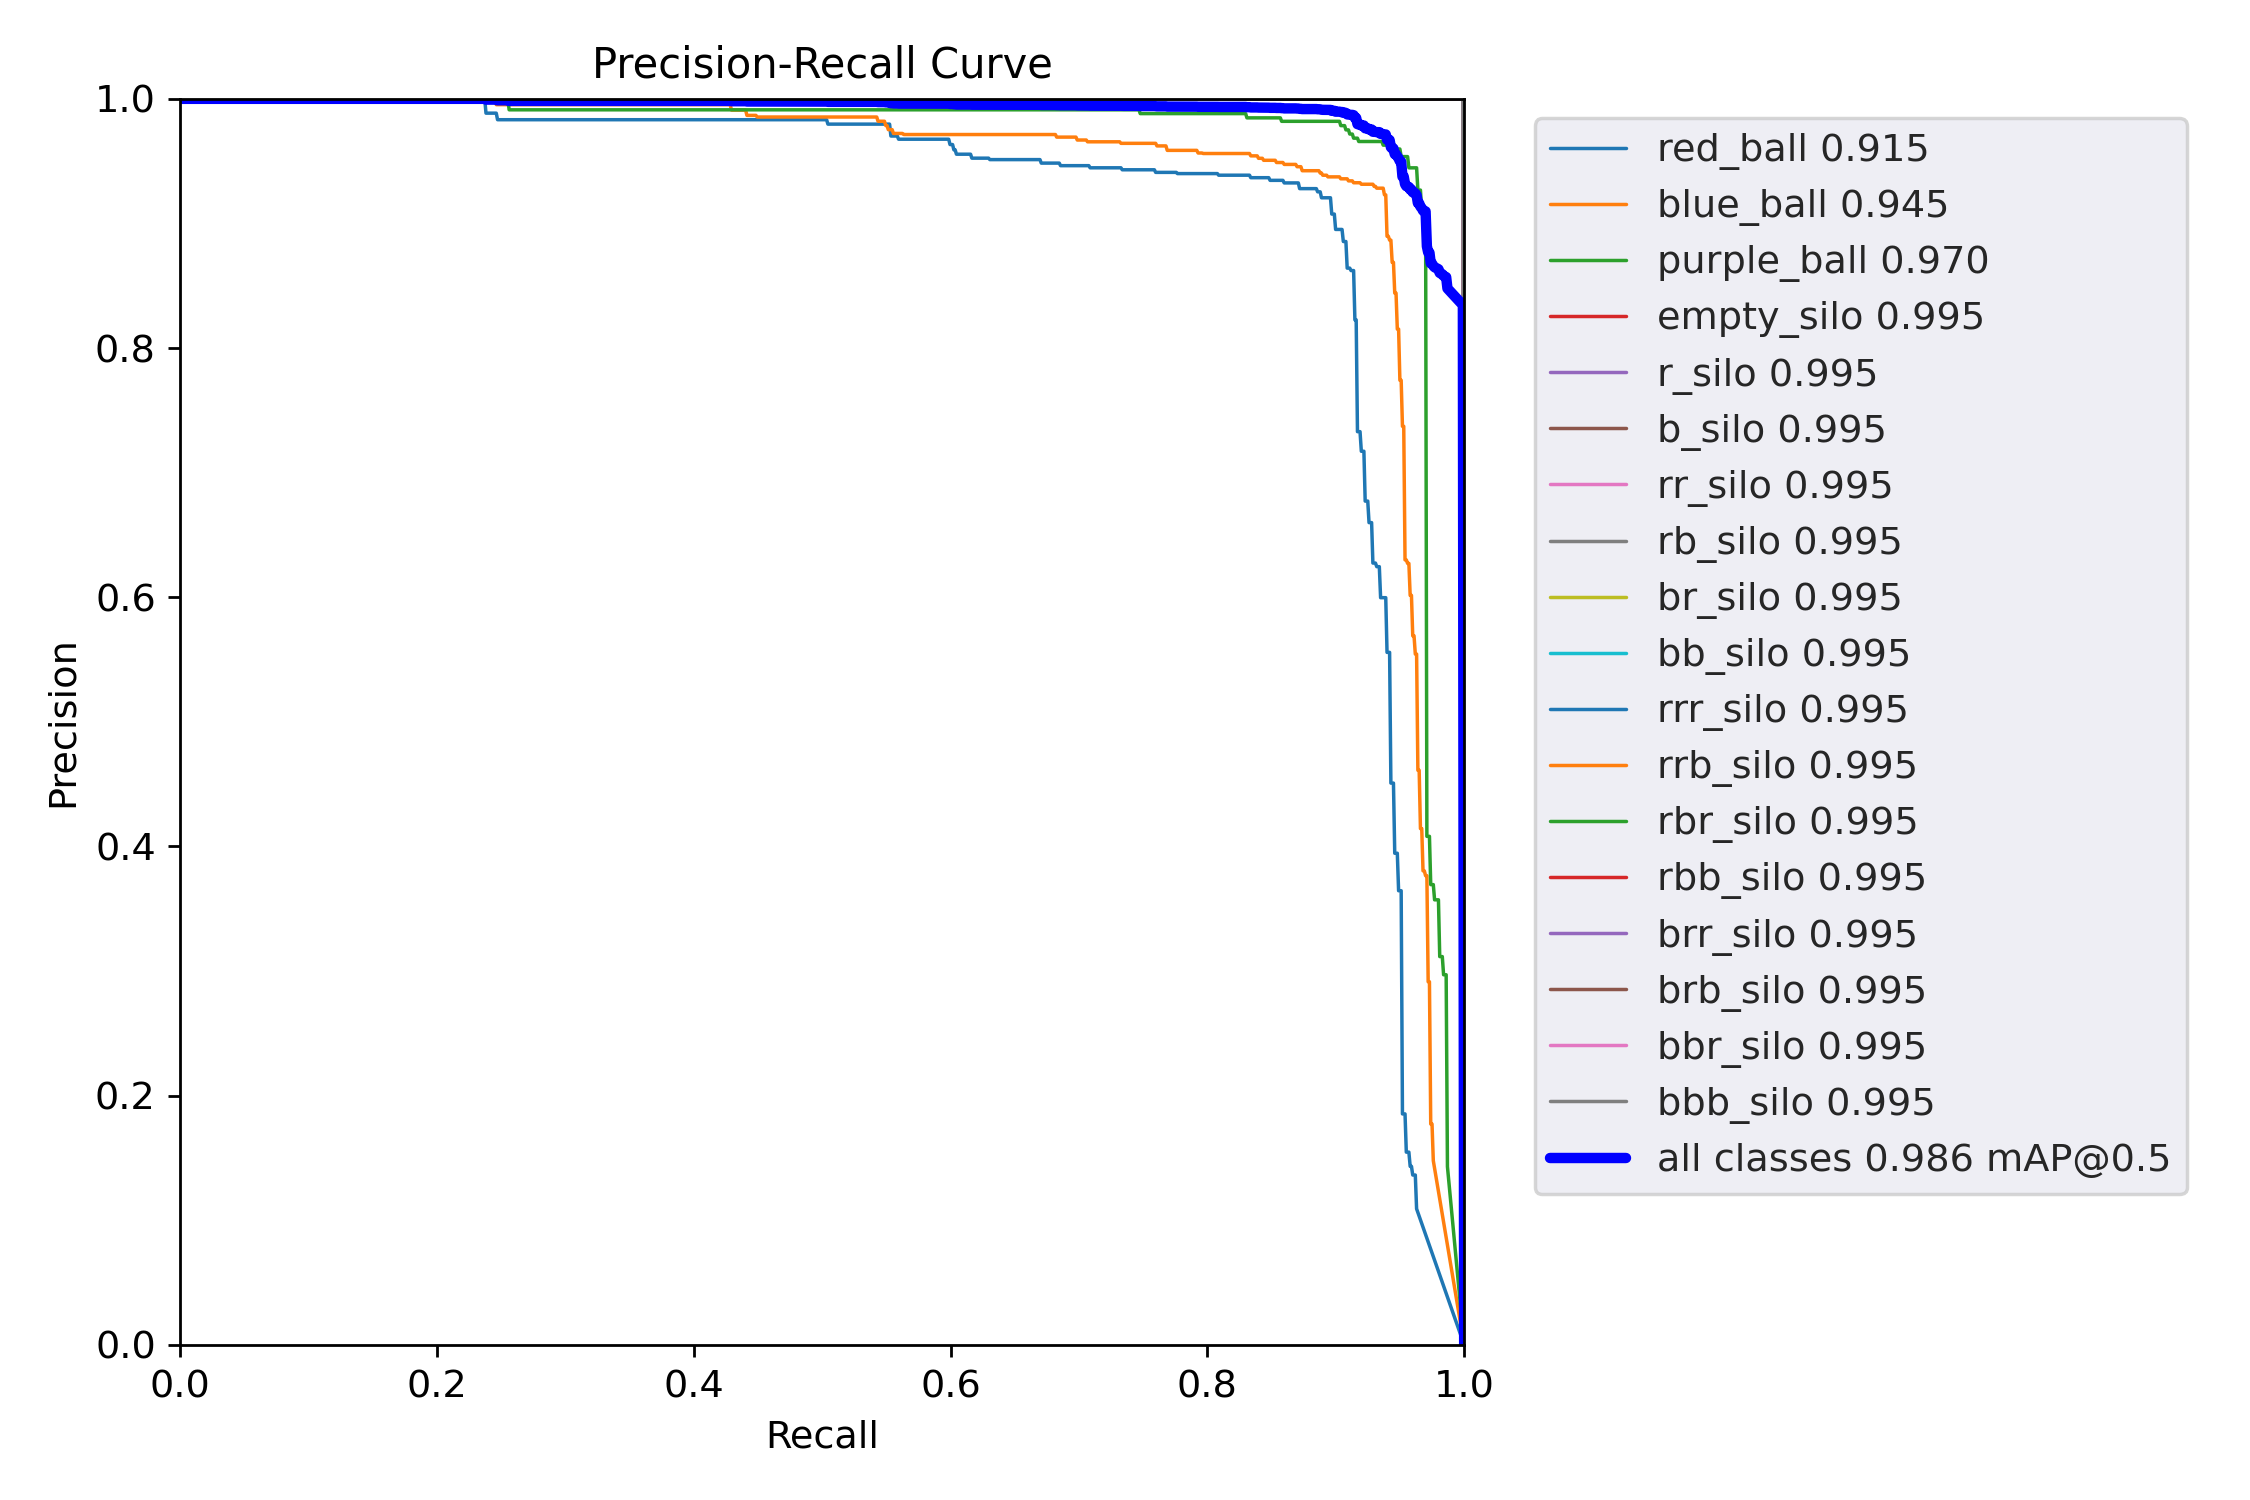 Precision-Recall Curve
1.0
0.8
0.6
0.4
0.2
0.0
Precision
0.0 0.2 0.4 0.6 0.8 1.0
Recall
red_ball 0.915
blue_ball 0.945
purple_ball 0.970
empty_silo 0.995
r_silo 0.995
b_silo 0.995
rr_silo 0.995
rb_silo 0.995
br_silo 0.995
bb_silo 0.995
rrr_silo 0.995
rrb_silo 0.995
rbr_silo 0.995
rbb_silo 0.995
brr_silo 0.995
brb_silo 0.995
bbr_silo 0.995
bbb_silo 0.995
all classes 0.986 mAP@0.5